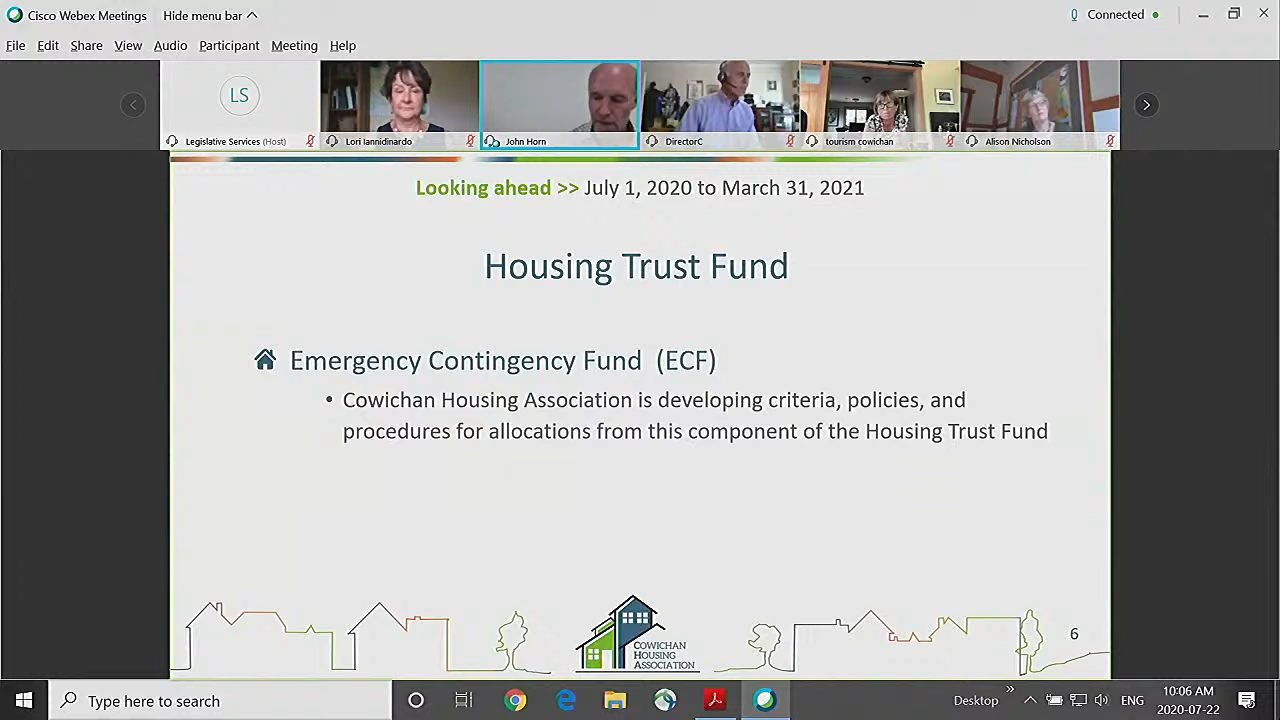 Cisco Webex Meetings Hide menu bar Connected
File Edit Share View Audio Participant Meeting Help
LS
Legislative Services (Host) Lori Iannidinardo John Horn DirectorC tourism cowichan Alison Nicholson
Looking ahead >> July 1, 2020 to March 31, 2021
Housing Trust Fund
Emergency Contingency Fund (ECF)
• Cowichan Housing Association is developing criteria, policies, and
procedures for allocations from this component of the Housing Trust Fund
COWICHAN
HOUSING
ASSOCIATION
6
Type here to search
Desktop
ENG
10:06 AM
2020-07-22